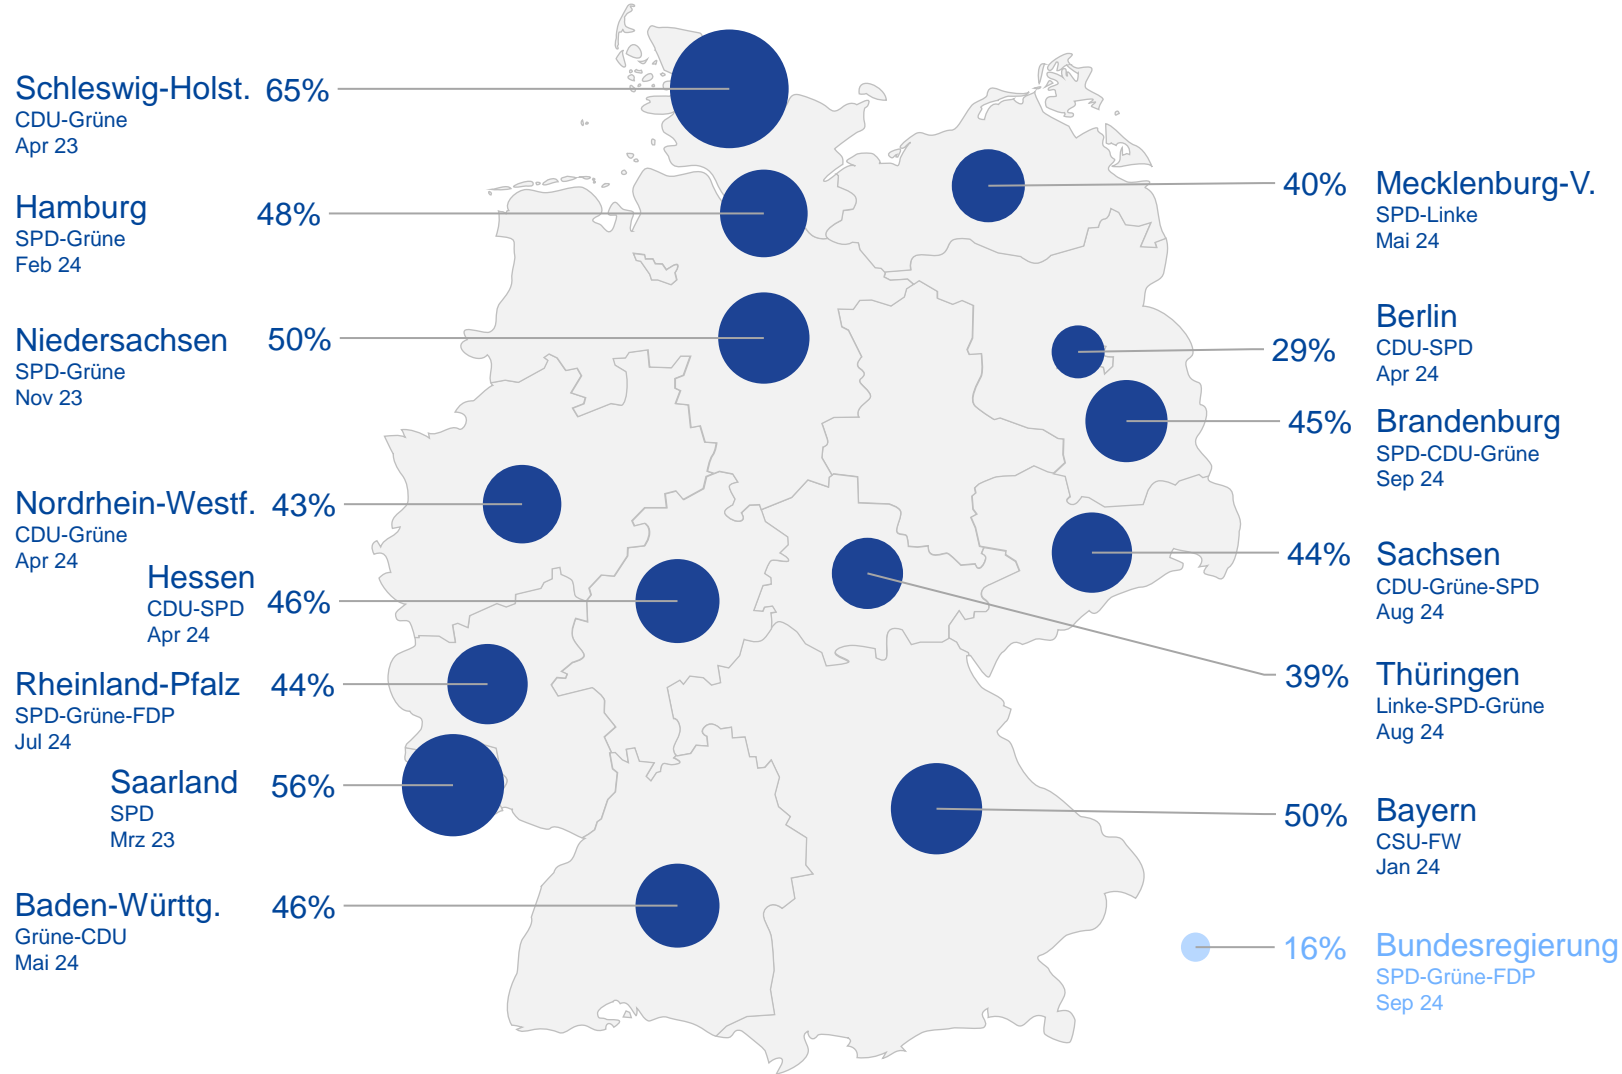 Schleswig-Holst. 65%
CDU-Grüne
Apr 23
Hamburg 48%
SPD-Grüne
Feb 24
Niedersachsen 50%
SPD-Grüne
Nov 23
Nordrhein-Westf. 43%
CDU-Grüne
Apr 24
Hessen 46%
CDU-SPD
Apr 24
Rheinland-Pfalz 44%
SPD-Grüne-FDP
Jul 24
Saarland 56%
SPD
Mrz 23
Baden-Württg. 46%
Grüne-CDU
Mai 24
40% Mecklenburg-V.
SPD-Linke
Mai 24
29% Berlin
CDU-SPD
Apr 24
45% Brandenburg
SPD-CDU-Grüne
Sep 24
44% Sachsen
CDU-Grüne-SPD
Aug 24
39% Thüringen
Linke-SPD-Grüne
Aug 24
50% Bayern
CSU-FW
Jan 24
16% Bundesregierung
SPD-Grüne-FDP
Sep 24